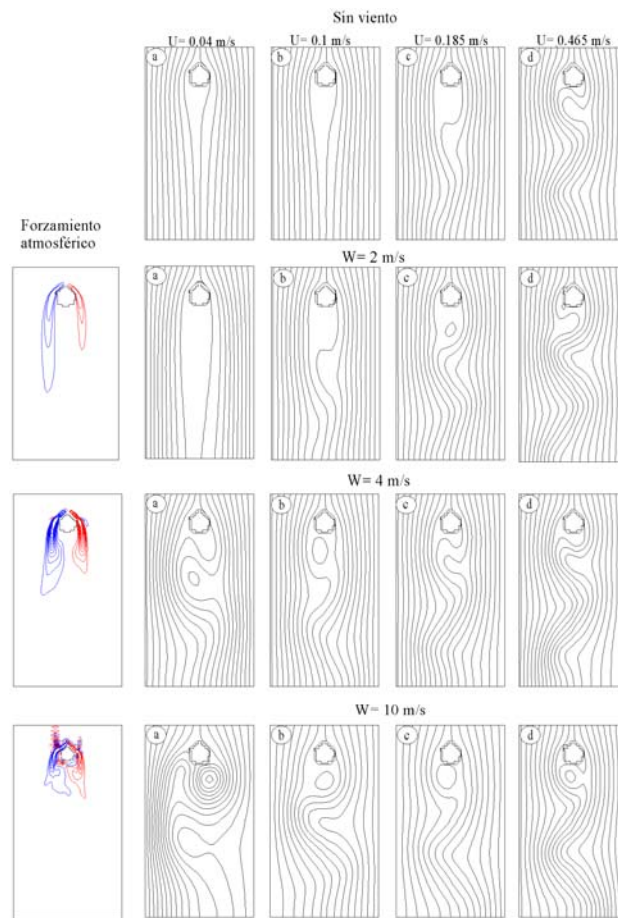 Sin viento
U= 0.04 m/s U= 0.1 m/s U= 0.185 m/s U= 0.465 m/s
a b c d
Forzamiento
atmosférico
W= 2 m/s
a b c d
W= 4 m/s
a b c d
W= 10 m/s
a b c d